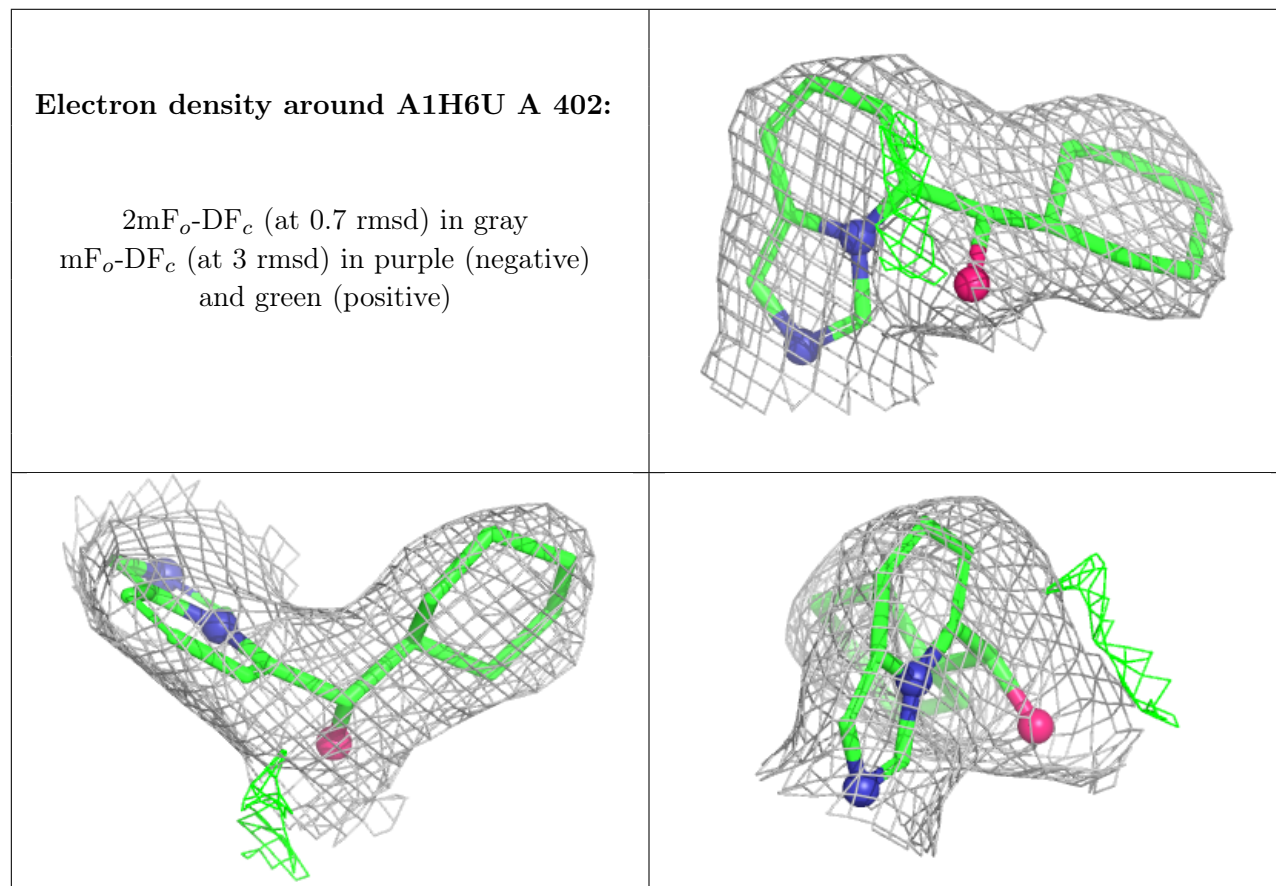 Electron density around A1H6U A 402:
2mFₒ-DF𝒸 (at 0.7 rmsd) in gray
mFₒ-DF𝒸 (at 3 rmsd) in purple (negative)
and green (positive)